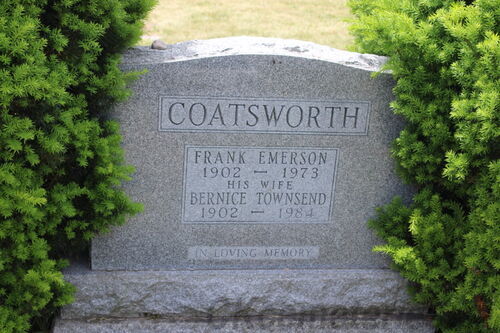 COATSWORTH
FRANK EMERSON
1902 — 1973
HIS WIFE
BERNICE TOWNSEND
1902 — 1984
IN LOVING MEMORY